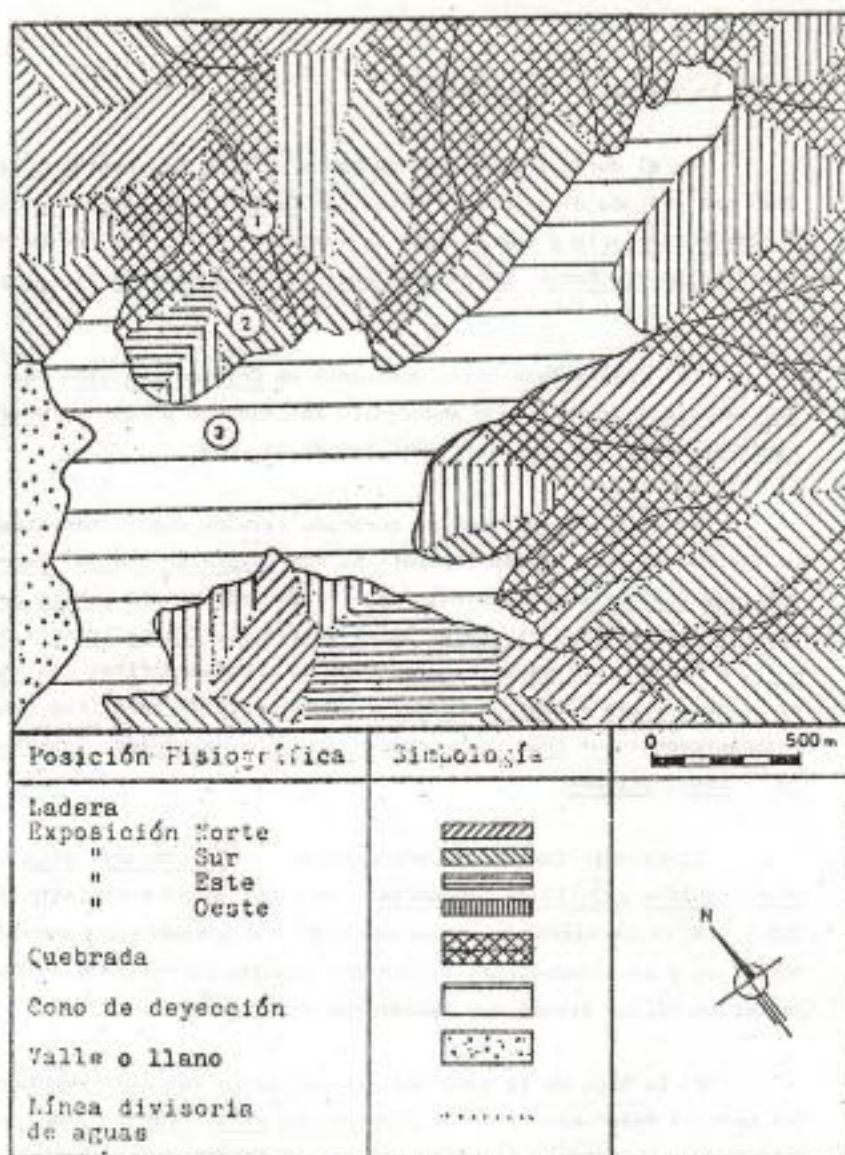 1
2
3
Posición Fisiográfica
Simbología
0 500 m
Ladera
Exposición Norte
" Sur
" Este
" Oeste
Quebrada
Cono de deyección
Valle o llano
Línea divisoria
de aguas
N